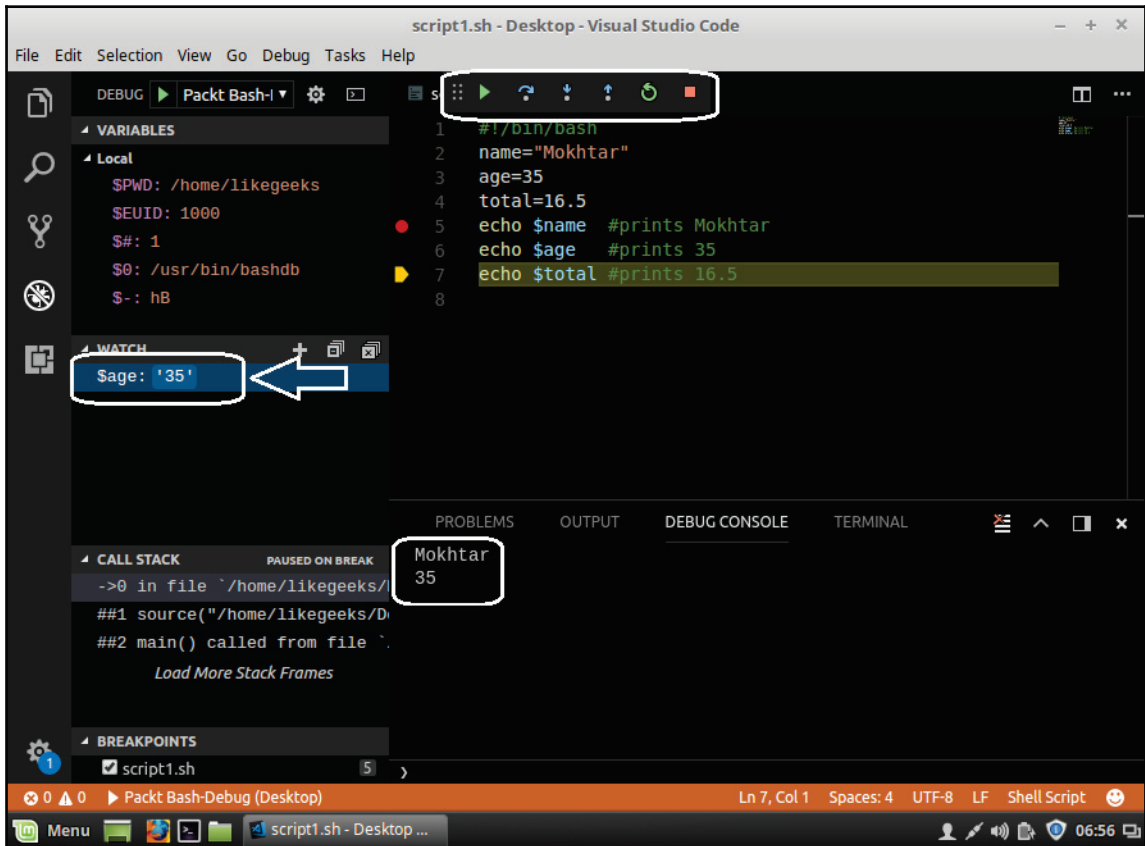 script1.sh - Desktop - Visual Studio Code
File Edit Selection View Go Debug Tasks Help
DEBUG Packt Bash-
VARIABLES
Local
$PWD: /home/likegeeks
$EUID: 1000
$#: 1
$0: /usr/bin/bashdb
$-: hB
WATCH
$age: '35'
CALL STACK PAUSED ON BREAK
->0 in file `/home/likegeeks/
##1 source("/home/likegeeks/D
##2 main() called from file `
Load More Stack Frames
BREAKPOINTS
script1.sh 5
1 #!/bin/bash
2 name="Mokhtar"
3 age=35
4 total=16.5
5 echo $name #prints Mokhtar
6 echo $age #prints 35
7 echo $total #prints 16.5
8
PROBLEMS OUTPUT DEBUG CONSOLE TERMINAL
Mokhtar
35
1
0 0 Packt Bash-Debug (Desktop) Ln 7, Col 1 Spaces: 4 UTF-8 LF Shell Script
Menu script1.sh - Desktop ... 06:56